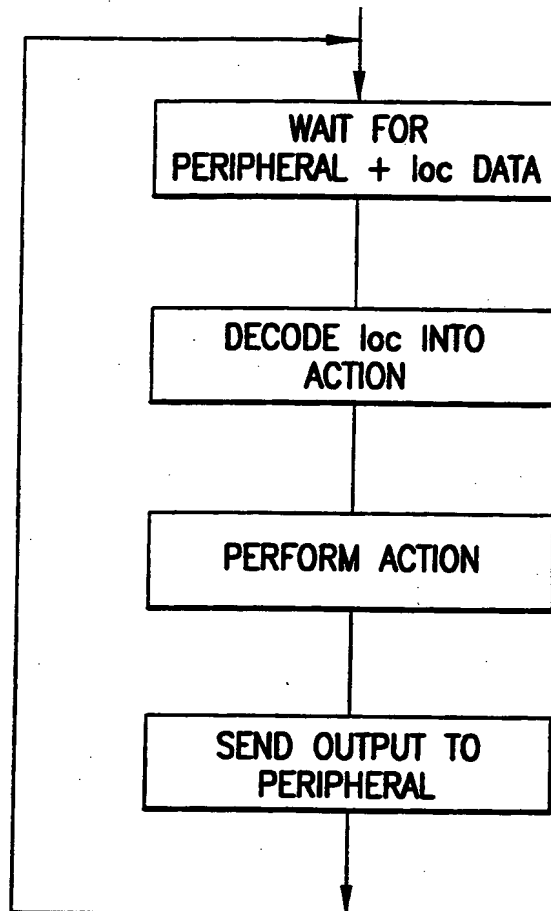 WAIT FOR
PERIPHERAL + loc DATA
DECODE loc INTO
ACTION
PERFORM ACTION
SEND OUTPUT TO
PERIPHERAL